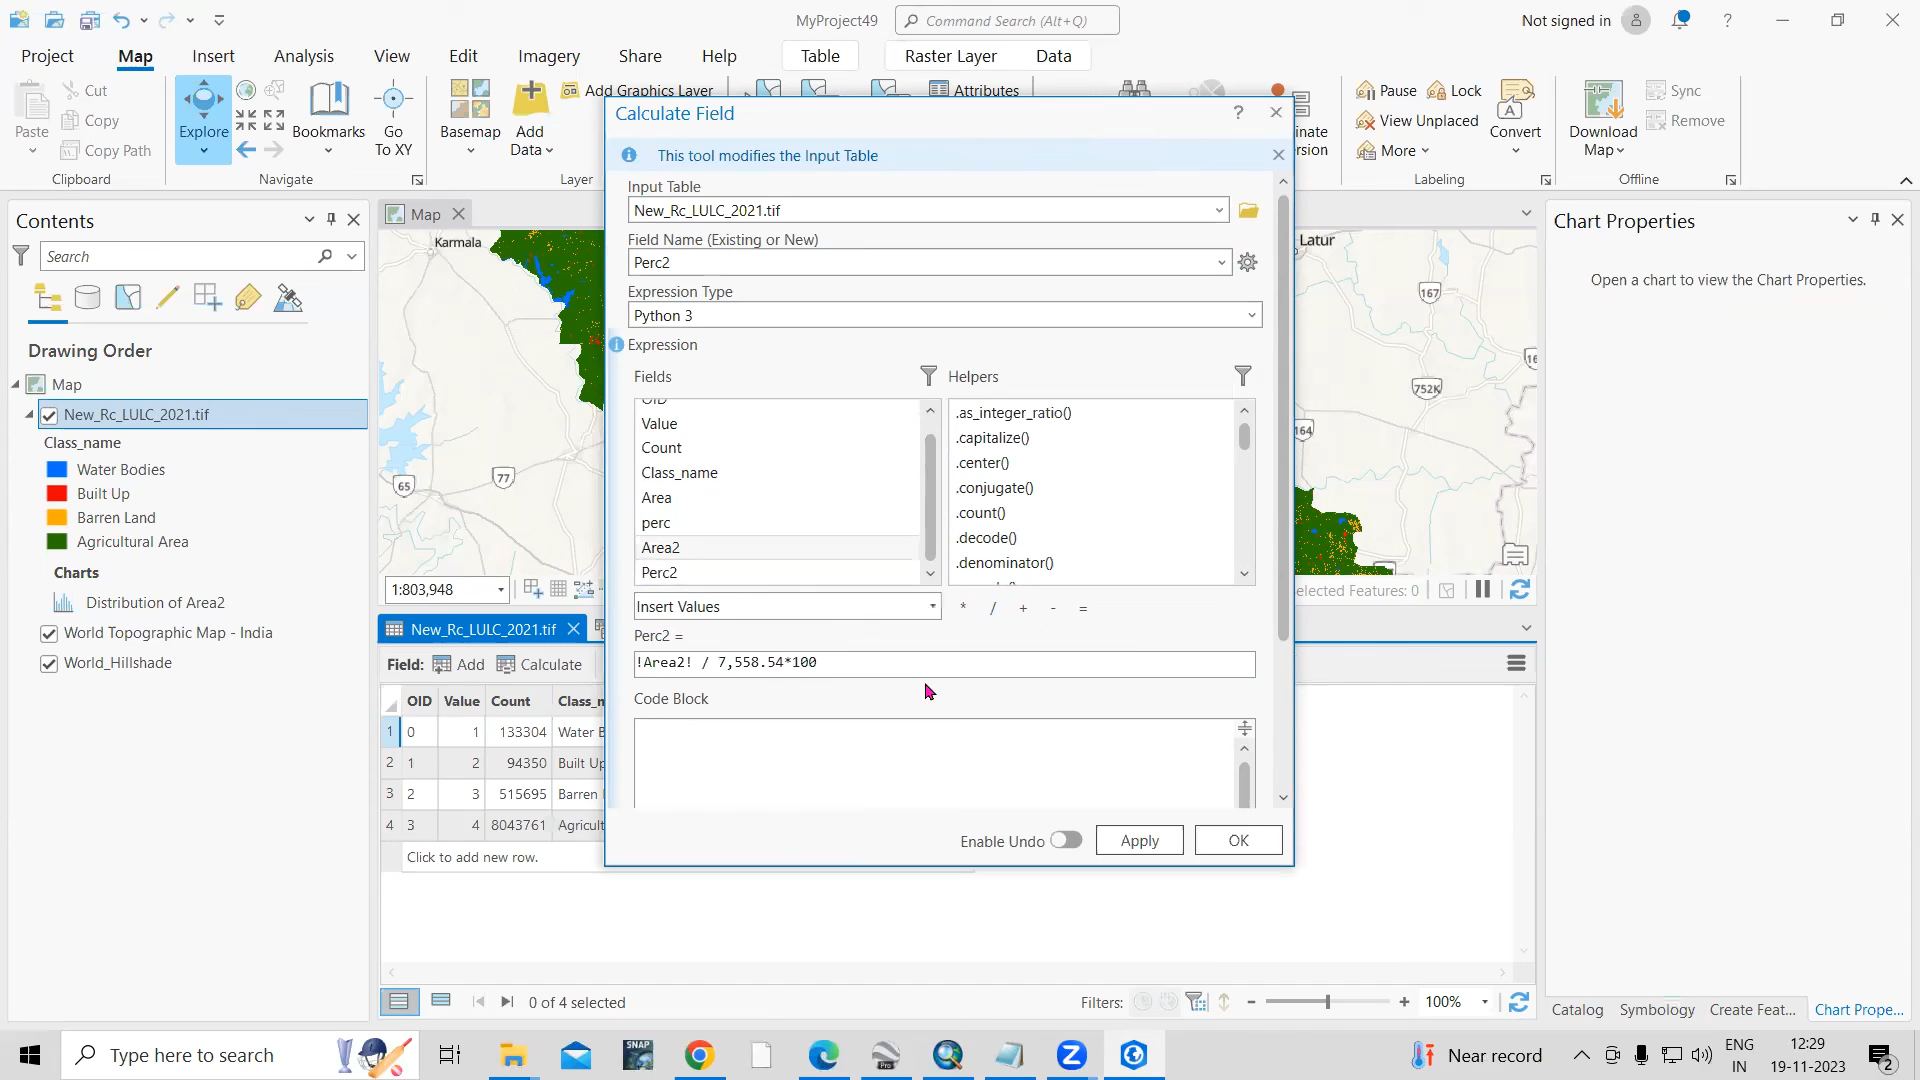 MyProject49
Command Search (Alt+Q)
Not signed in
?
Project Map Insert Analysis View Edit Imagery Share Help Table Raster Layer Data
Paste
Cut
Copy
Copy Path
Clipboard
Explore
Bookmarks
Go
To XY
Navigate
Basemap
Add
Data
Add Graphics Layer
Layer
Attributes
Pause
Lock
View Unplaced
More
Convert
Labeling
Download
Map
Sync
Remove
Offline
Contents
Search
Drawing Order
Map
New_Rc_LULC_2021.tif
Class_name
Water Bodies
Built Up
Barren Land
Agricultural Area
Charts
Distribution of Area2
World Topographic Map - India
World_Hillshade
Map
Karmala
65
77
1:803,948
Latur
167
752K
Selected Features: 0
Calculate Field
?
This tool modifies the Input Table
Input Table
New_Rc_LULC_2021.tif
Field Name (Existing or New)
Perc2
Expression Type
Python 3
Expression
Fields
Value
Count
Class_name
Area
perc
Area2
Perc2
Helpers
.as_integer_ratio()
.capitalize()
.center()
.conjugate()
.count()
.decode()
.denominator()
Insert Values
* / + - =
Perc2 =
!Area2! / 7,558.54*100
Code Block
Enable Undo
Apply
OK
New_Rc_LULC_2021.tif
Field: Add Calculate
OID Value Count Class_n
1 0 1 133304 Water B
2 1 2 94350 Built Up
3 2 3 515695 Barren
4 3 4 8043761 Agricult
Click to add new row.
0 of 4 selected
Filters:
100%
Chart Properties
Open a chart to view the Chart Properties.
Catalog Symbology Create Feat... Chart Prope...
Type here to search
SNAP
Pro
Near record
ENG
IN
12:29
19-11-2023
2